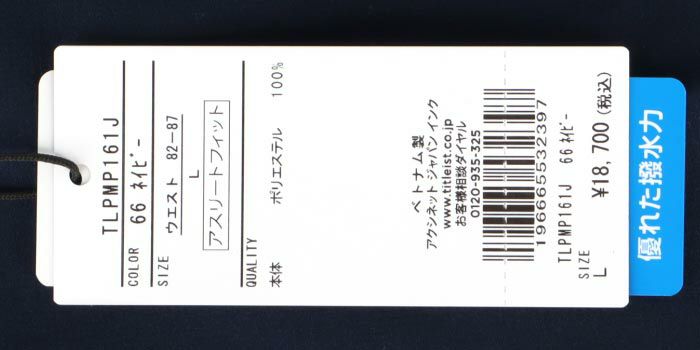 TLPMP161J
COLOR 66 ﾈｲﾋﾞｰ
SIZE ウエスト 82-87
L
アスリートフィット
QUALITY
本体 ポリエステル 100%
ベトナム製
アクシネット ジャパン インク
www.titleist.co.jp
お客様相談ダイヤル
0120-935-325
196665532397
TLPMP161J 66 ﾈｲﾋﾞｰ
L
¥18,700(税込)
優れた撥水力